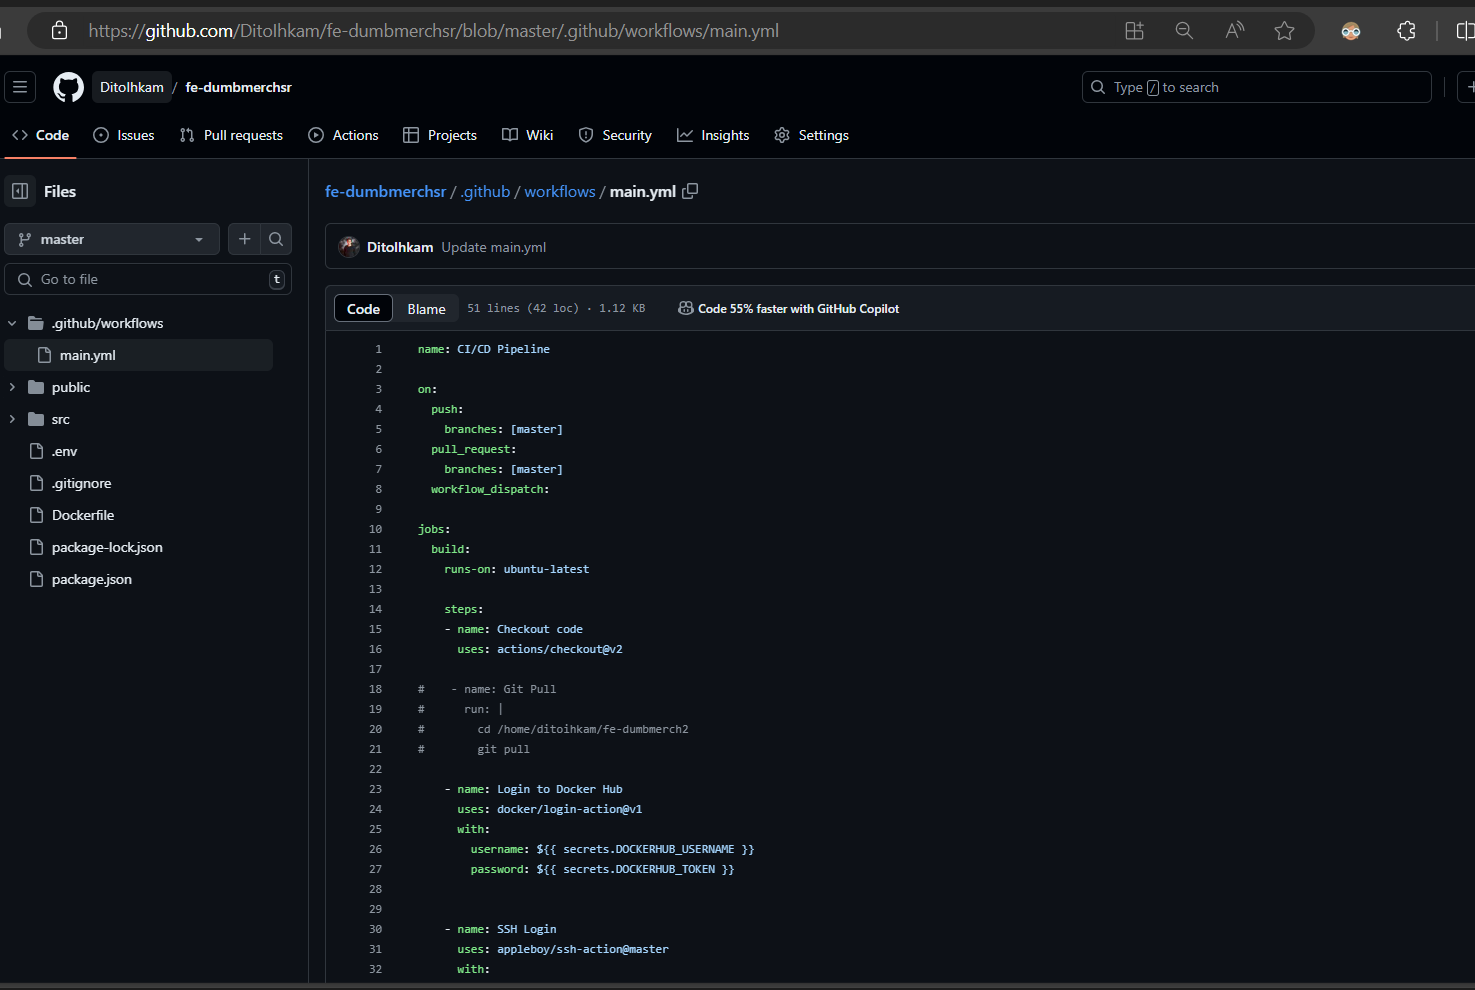 https://github.com/DitoIhkam/fe-dumbmerchsr/blob/master/.github/workflows/main.yml
DitoIhkam / fe-dumbmerchsr
Type / to search
Code
Issues
Pull requests
Actions
Projects
Wiki
Security
Insights
Settings
Files
master
Go to file
t
.github/workflows
main.yml
public
src
.env
.gitignore
Dockerfile
package-lock.json
package.json
fe-dumbmerchsr / .github / workflows / main.yml
DitoIhkam Update main.yml
Code Blame 51 lines (42 loc) · 1.12 KB Code 55% faster with GitHub Copilot
1 name: CI/CD Pipeline
2
3 on:
4   push:
5     branches: [master]
6   pull_request:
7     branches: [master]
8   workflow_dispatch:
9
10 jobs:
11   build:
12     runs-on: ubuntu-latest
13
14     steps:
15     - name: Checkout code
16       uses: actions/checkout@v2
17
18 #    - name: Git Pull
19 #      run: |
20 #        cd /home/ditoihkam/fe-dumbmerch2
21 #        git pull
22
23     - name: Login to Docker Hub
24       uses: docker/login-action@v1
25       with:
26         username: ${{ secrets.DOCKERHUB_USERNAME }}
27         password: ${{ secrets.DOCKERHUB_TOKEN }}
28
29
30     - name: SSH Login
31       uses: appleboy/ssh-action@master
32       with: